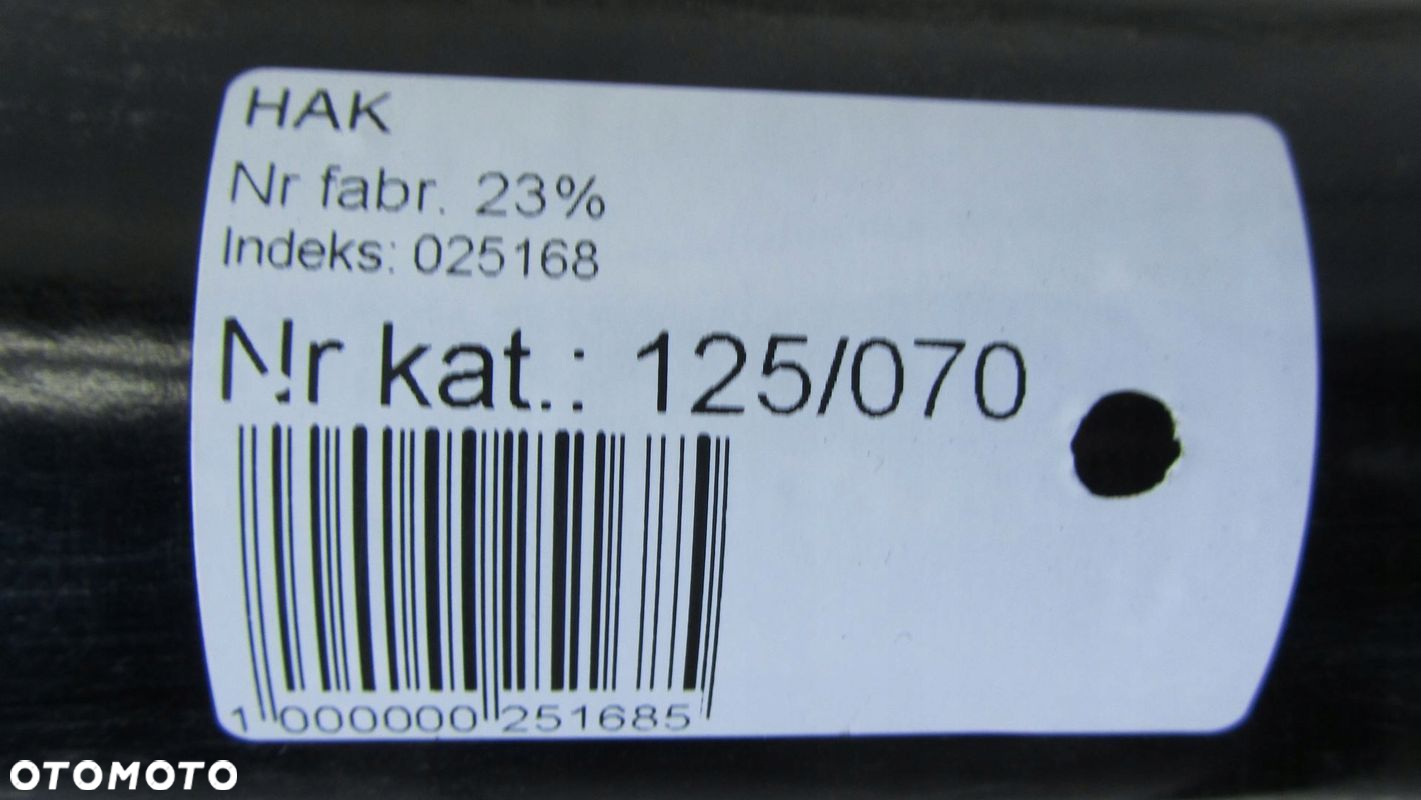 HAK
Nr fabr. 23%
Indeks: 025168
Nr kat.: 125/070
1 000000 251685
OTOMOTO